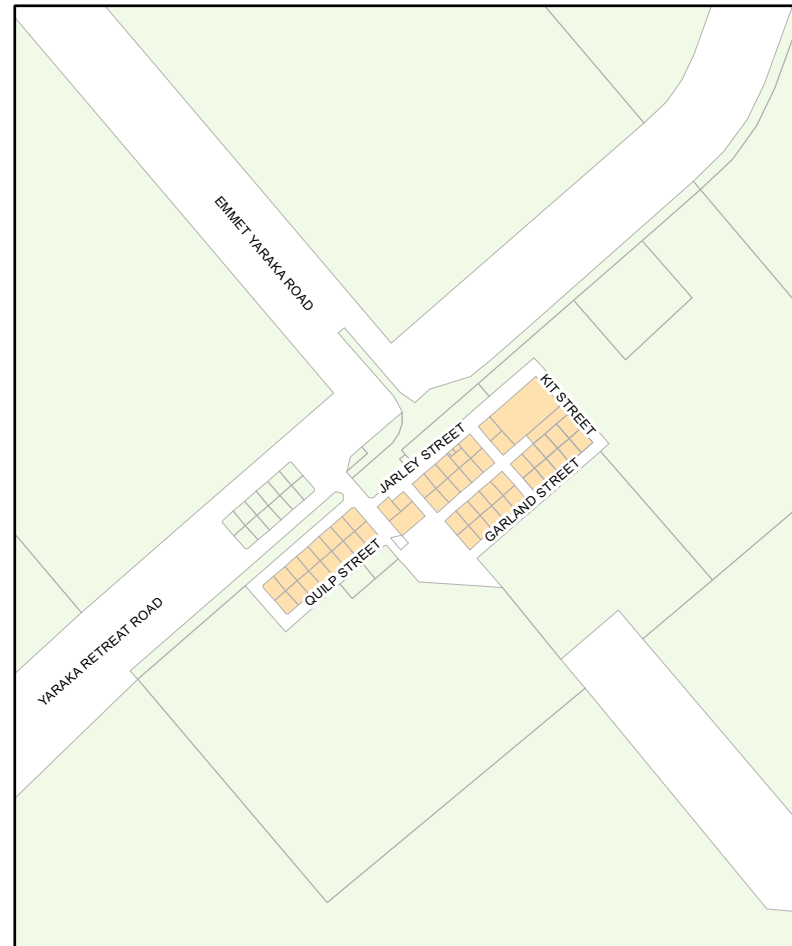 EMMET YARAKA ROAD
KIT STREET
JARLEY STREET
GARLAND STREET
QUILP STREET
YARAKA RETREAT ROAD